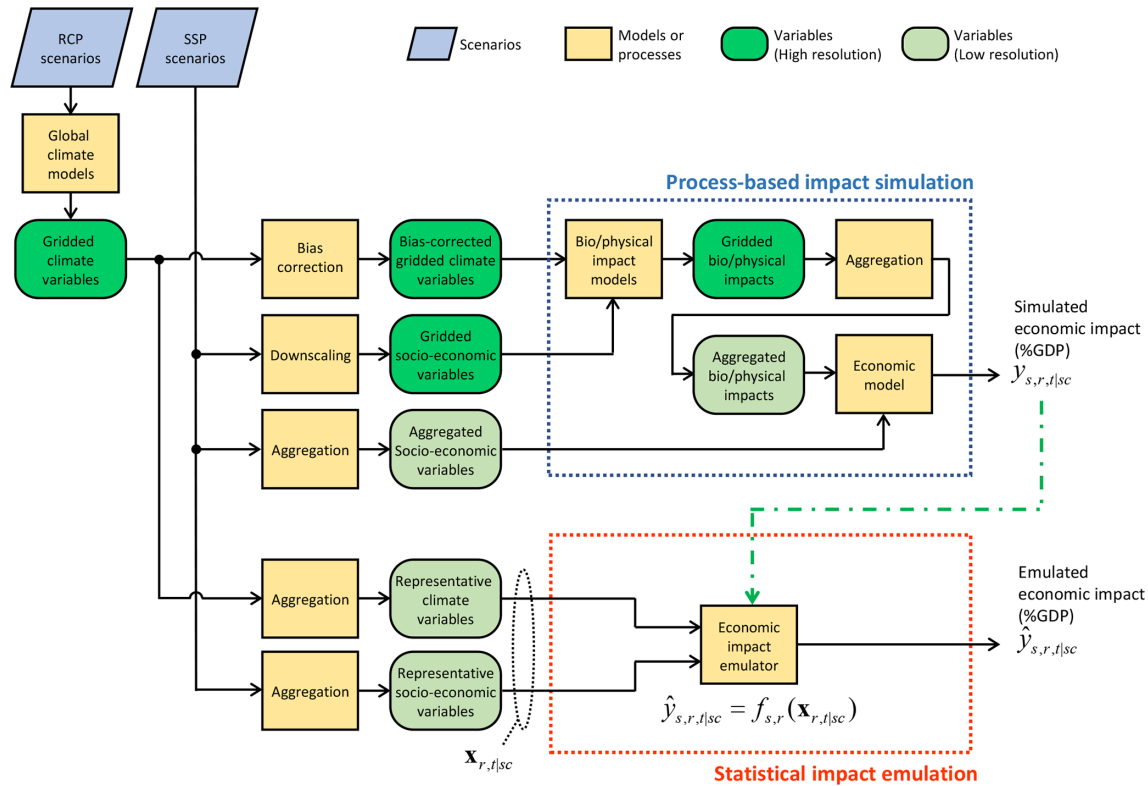 RCP
scenarios
SSP
scenarios
Scenarios
Models or
processes
Variables
(High resolution)
Variables
(Low resolution)
Global
climate
models
Gridded
climate
variables
Process-based impact simulation
Bias
correction
Bias-corrected
gridded climate
variables
Bio/physical
impact
models
Gridded
bio/physical
impacts
Aggregation
Downscaling
Gridded
socio-economic
variables
Aggregated
bio/physical
impacts
Economic
model
Simulated
economic impact
(%GDP)
y_{s,r,t|sc}
Aggregation
Aggregated
Socio-economic
variables
Aggregation
Representative
climate
variables
Economic
impact
emulator
Emulated
economic impact
(%GDP)
ŷ_{s,r,t|sc}
Aggregation
Representative
socio-economic
variables
ŷ_{s,r,t|sc} = f_{s,r}(x_{r,t|sc})
x_{r,t|sc}
Statistical impact emulation